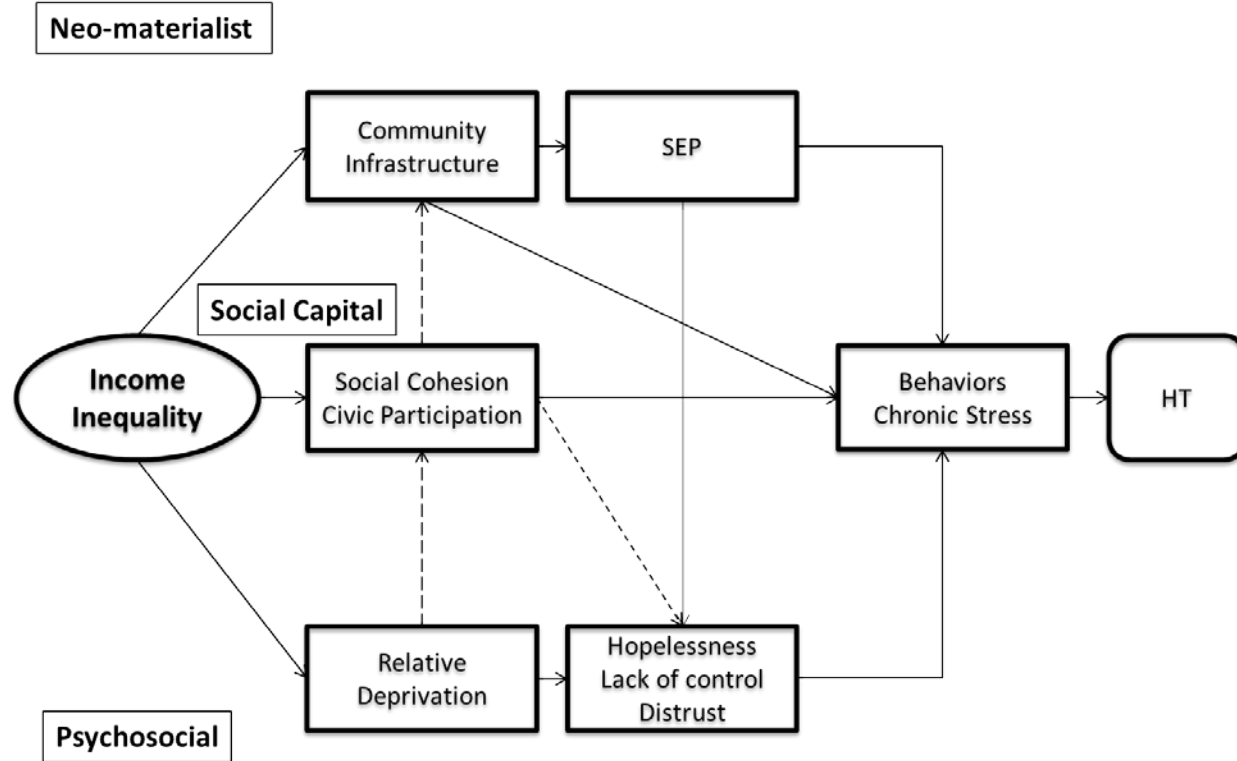 Neo-materialist
Community
Infrastructure
SEP
Social Capital
Income
Inequality
Social Cohesion
Civic Participation
Behaviors
Chronic Stress
HT
Relative
Deprivation
Hopelessness
Lack of control
Distrust
Psychosocial